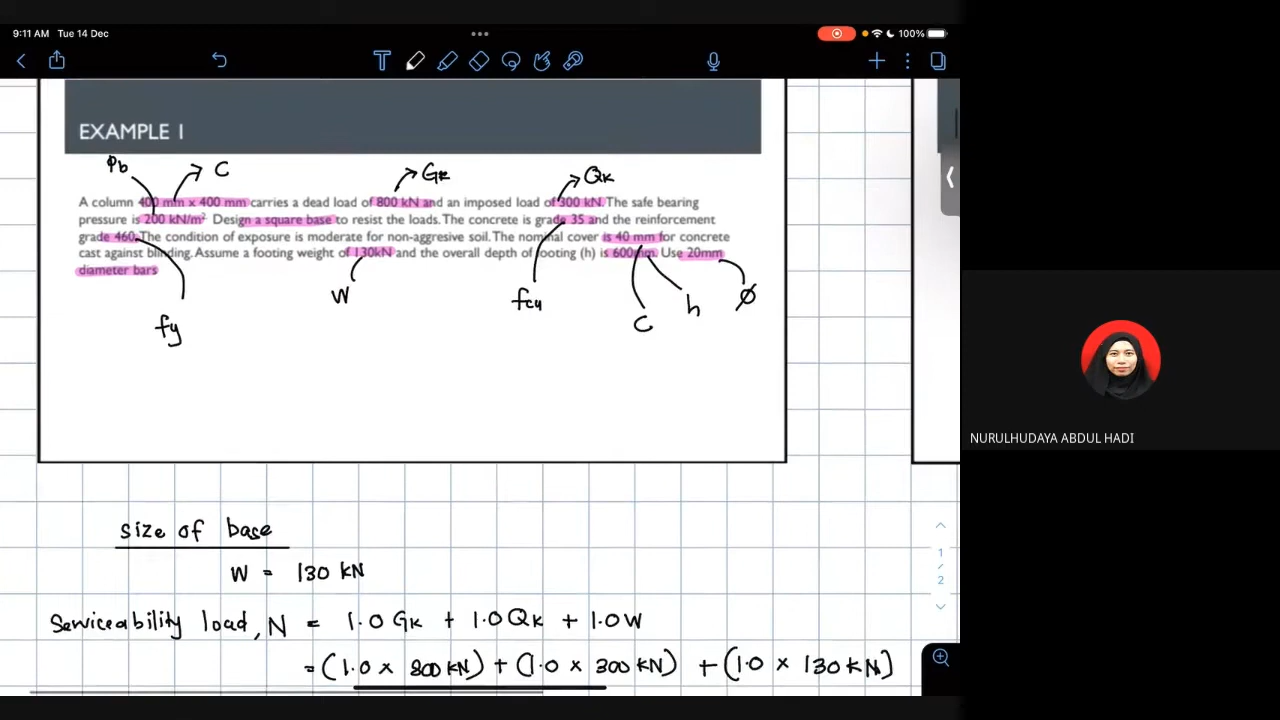 9:11 AM Tue 14 Dec
100%
EXAMPLE 1
Pb
C
Gk
Qk
A column 400 mm x 400 mm carries a dead load of 800 kN and an imposed load of 300 kN. The safe bearing
pressure is 200 kN/m². Design a square base to resist the loads. The concrete is grade 35 and the reinforcement
grade 460. The condition of exposure is moderate for non-aggresive soil. The nominal cover is 40 mm for concrete
cast against blinding. Assume a footing weight of 130kN and the overall depth of footing (h) is 600mm. Use 20mm
diameter bars
fy
W
fcu
C
h
Ø
size of base
W = 130 kN
Serviceability load, N = 1.0 Gk + 1.0 Qk + 1.0 W
= (1.0 x 800 kN) + (1.0 x 300 kN) + (1.0 x 130 kN)
1
/
2
NURULHUDAYA ABDUL HADI